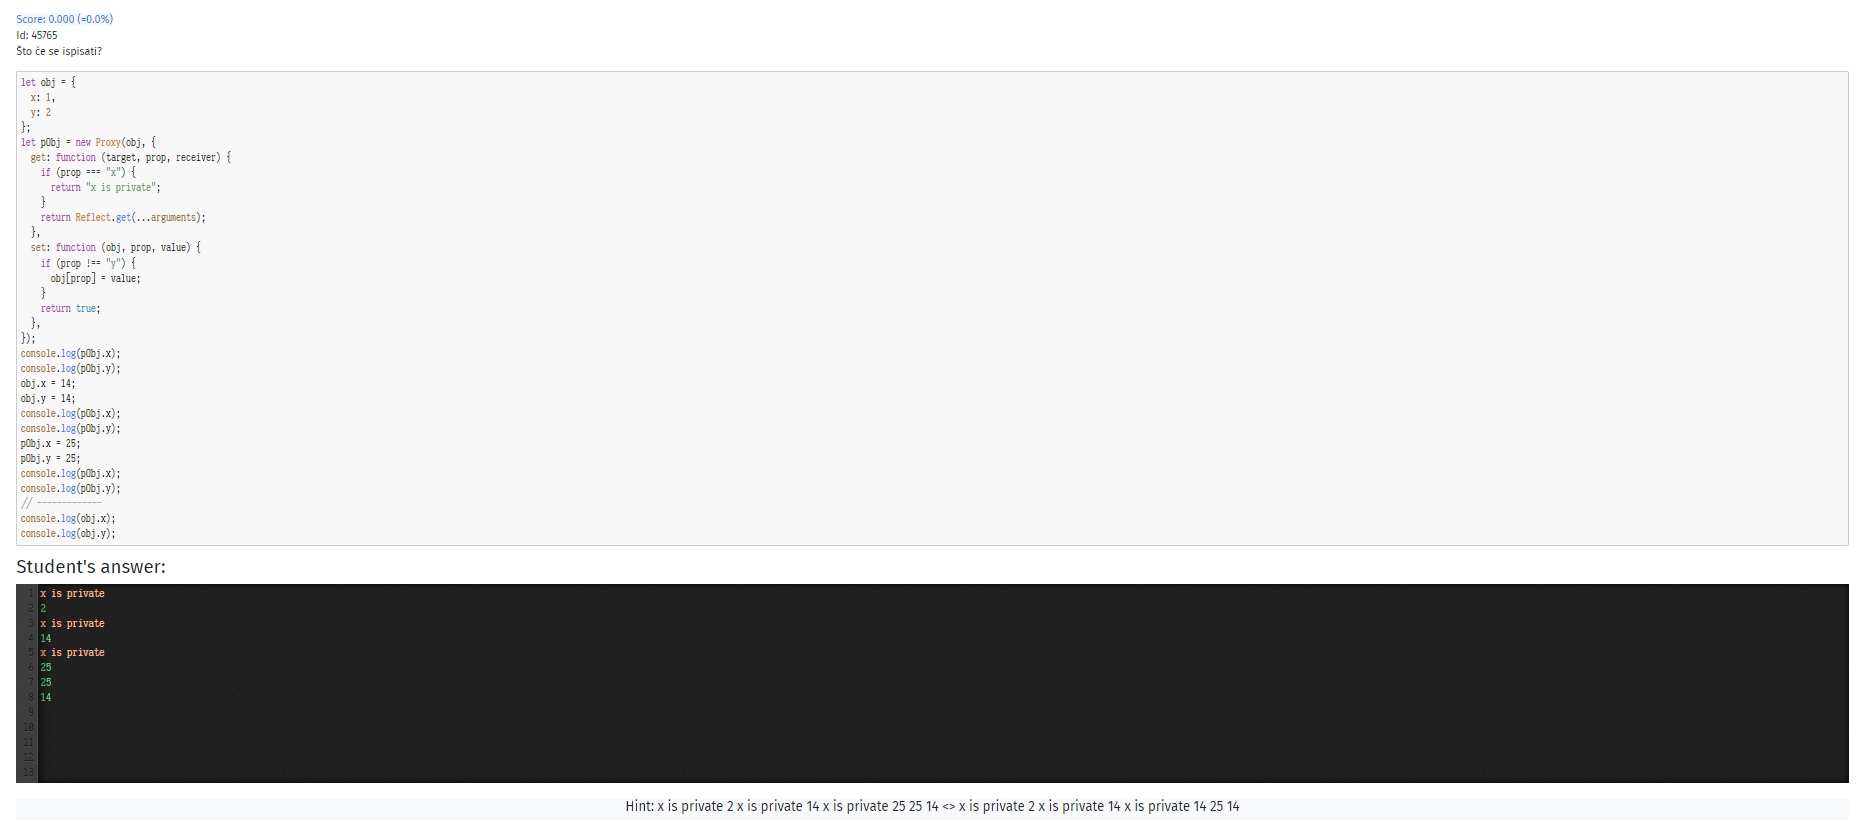 Score: 0.000 (=0.0%)
Id: 45765
Što će se ispisati?
let obj = {
  x: 1,
  y: 2
};
let pObj = new Proxy(obj, {
  get: function (target, prop, receiver) {
    if (prop === "x") {
      return "x is private";
    }
    return Reflect.get(...arguments);
  },
  set: function (obj, prop, value) {
    if (prop !== "y") {
      obj[prop] = value;
    }
    return true;
  },
});
console.log(pObj.x);
console.log(pObj.y);
obj.x = 14;
obj.y = 14;
console.log(pObj.x);
console.log(pObj.y);
pObj.x = 25;
pObj.y = 25;
console.log(pObj.x);
console.log(pObj.y);
// -------------
console.log(obj.x);
console.log(obj.y);
Student's answer:
1 x is private
2 2
3 x is private
4 14
5 x is private
6 25
7 25
8 14
9
10
11
12
13
Hint: x is private 2 x is private 14 x is private 25 25 14 <> x is private 2 x is private 14 x is private 14 25 14